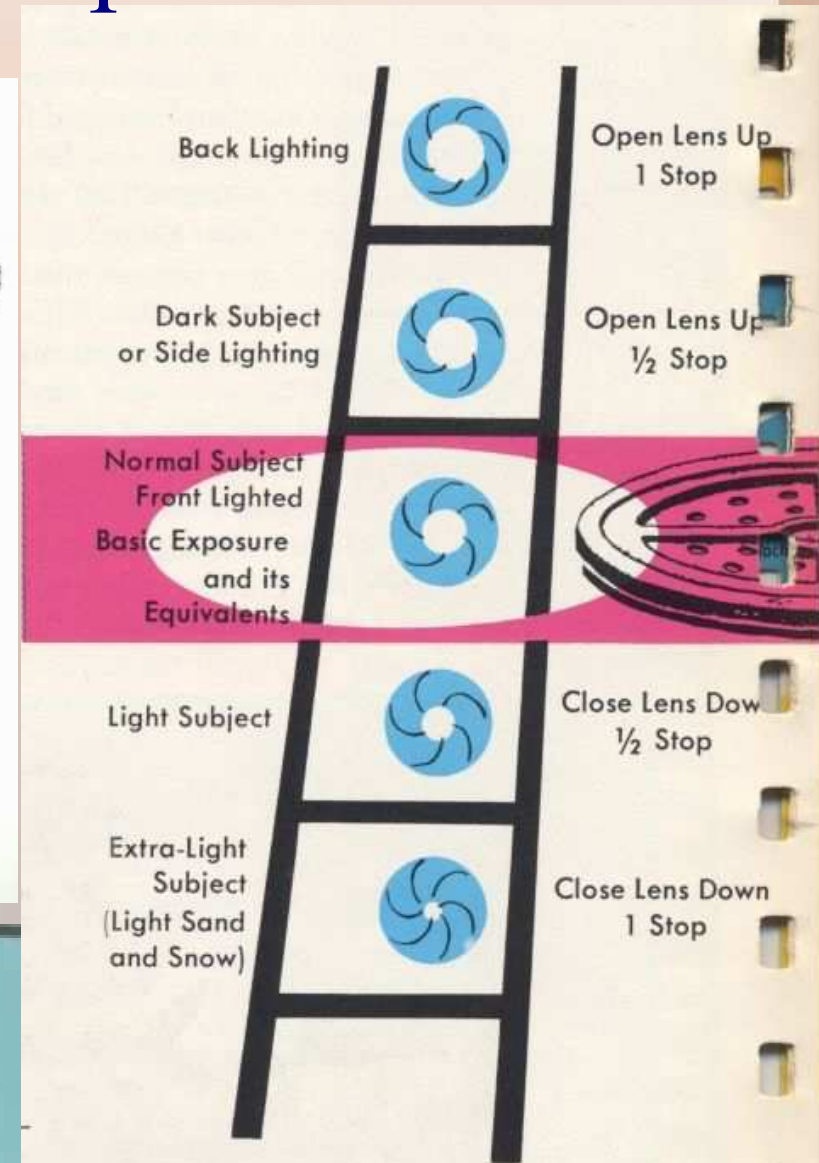 Back Lighting
Open Lens Up
1 Stop
Dark Subject
or Side Lighting
Open Lens Up
½ Stop
Normal Subject
Front Lighted
Basic Exposure
and its
Equivalents
Light Subject
Close Lens Dow
½ Stop
Extra-Light
Subject
(Light Sand
and Snow)
Close Lens Down
1 Stop